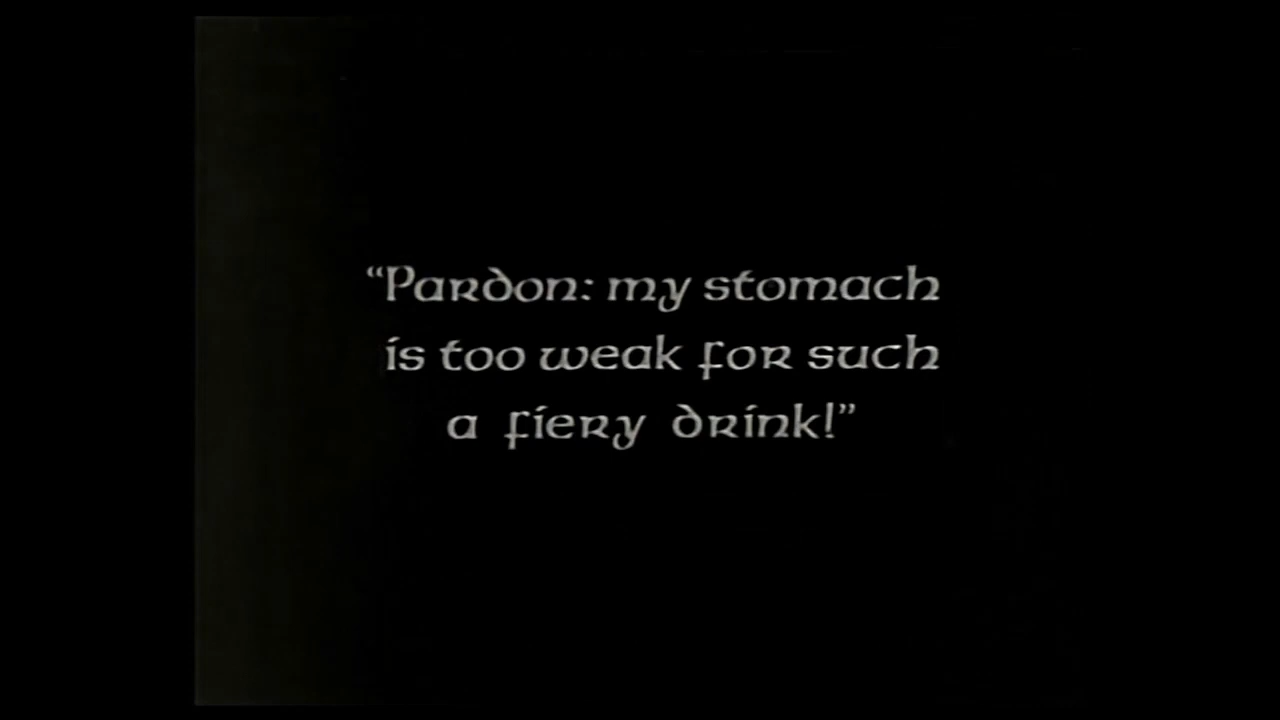 “Pardon: my stomach
is too weak for such
a fiery drink!”